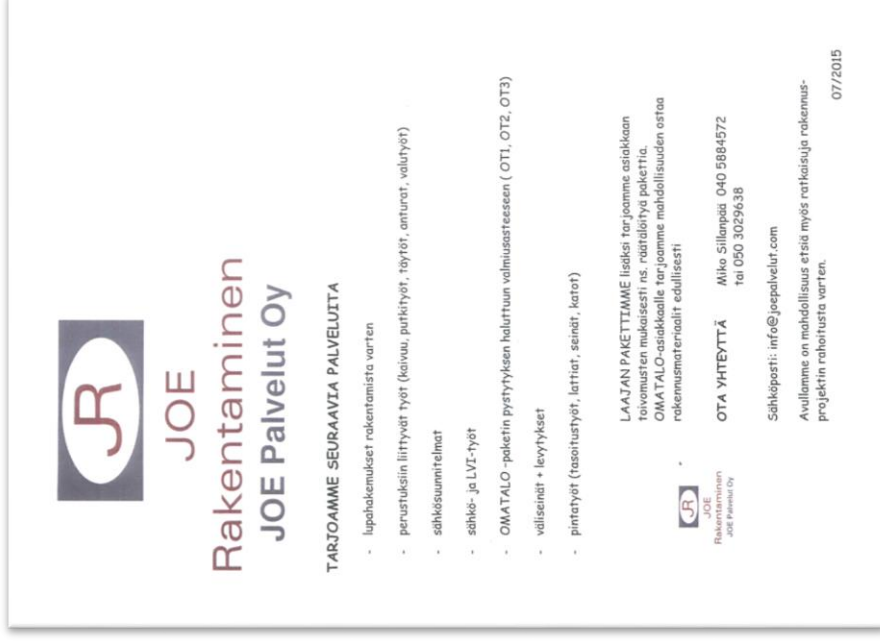 JR
JOE
Rakentaminen
JOE Palvelut Oy
TARJOAMME SEURAAVIA PALVELUITA
- lupahakemukset rakentamista varten
- perustuksiin liittyvät työt (kaivuu, putkityöt, täytöt, anturat, valutyöt)
- sähkösuunnitelmat
- sähkö- ja LVI-työt
- OMATALO -paketin pystytyksen haluttuun valmiusasteeseen ( OT1, OT2, OT3)
- väliseinät + levytykset
- pintatyöt (tasoitustyöt, lattiat, seinät, katot)
LAAJAN PAKETTIMME lisäksi tarjoamme asiakkaan
toivomusten mukaisesti ns. räätälöityä pakettia.
OMATALO-asiakkaalle tarjoamme mahdollisuuden ostaa
rakennusmateriaalit edullisesti
JR
JOE
Rakentaminen
JOE Palvelut Oy
OTA YHTEYTTÄ Miko Sillanpää 040 5884572
tai 050 3029638
Sähköposti: info@joepalvelut.com
Avullamme on mahdollisuus etsiä myös ratkaisuja rakennus-
projektin rahoitusta varten.
07/2015